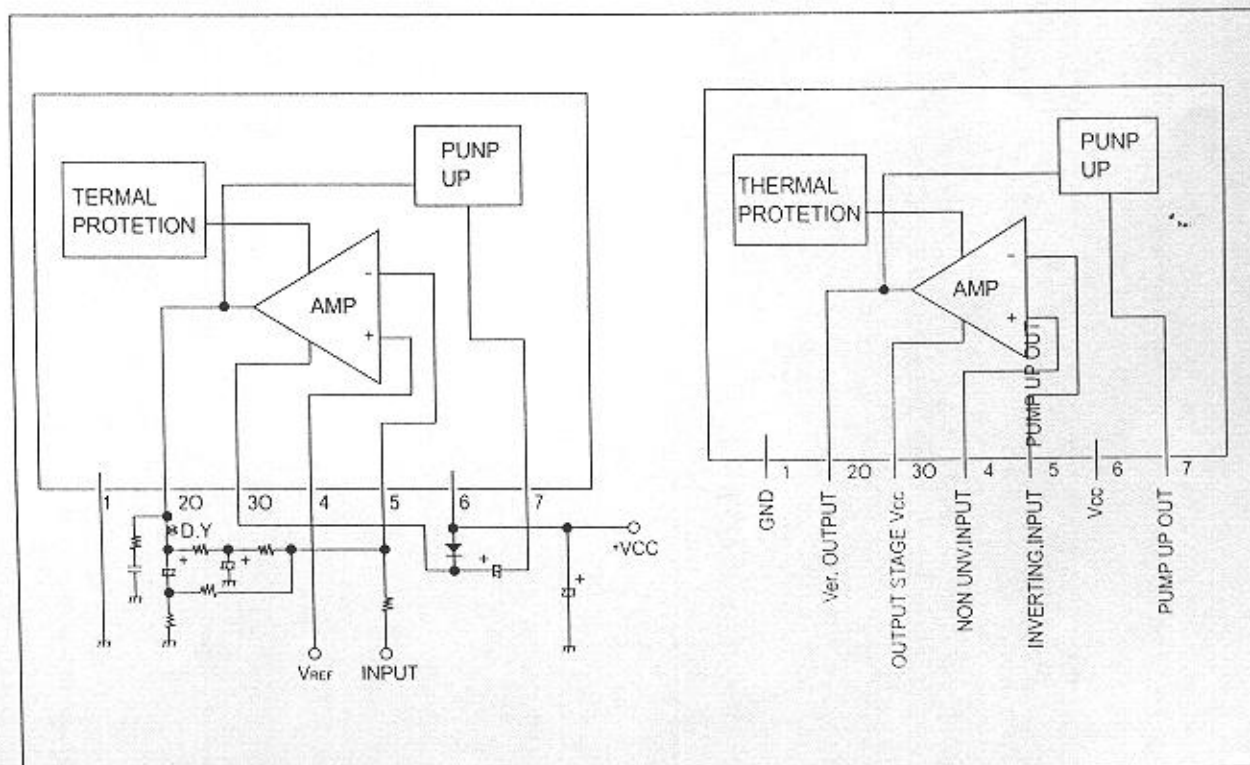 PUNP
UP
TERMAL
PROTETION
AMP
-
+
1
2O
3O
4
5
6
7
D.Y
+
+
+
+
+VCC
VREF
INPUT
PUNP
UP
THERMAL
PROTETION
AMP
-
+
PUMP UP OUT
1
2O
3O
4
5
6
7
GND
Ver. OUTPUT
OUTPUT STAGE Vcc
NON UNV.INPUT
INVERTING.INPUT
Vcc
PUMP UP OUT